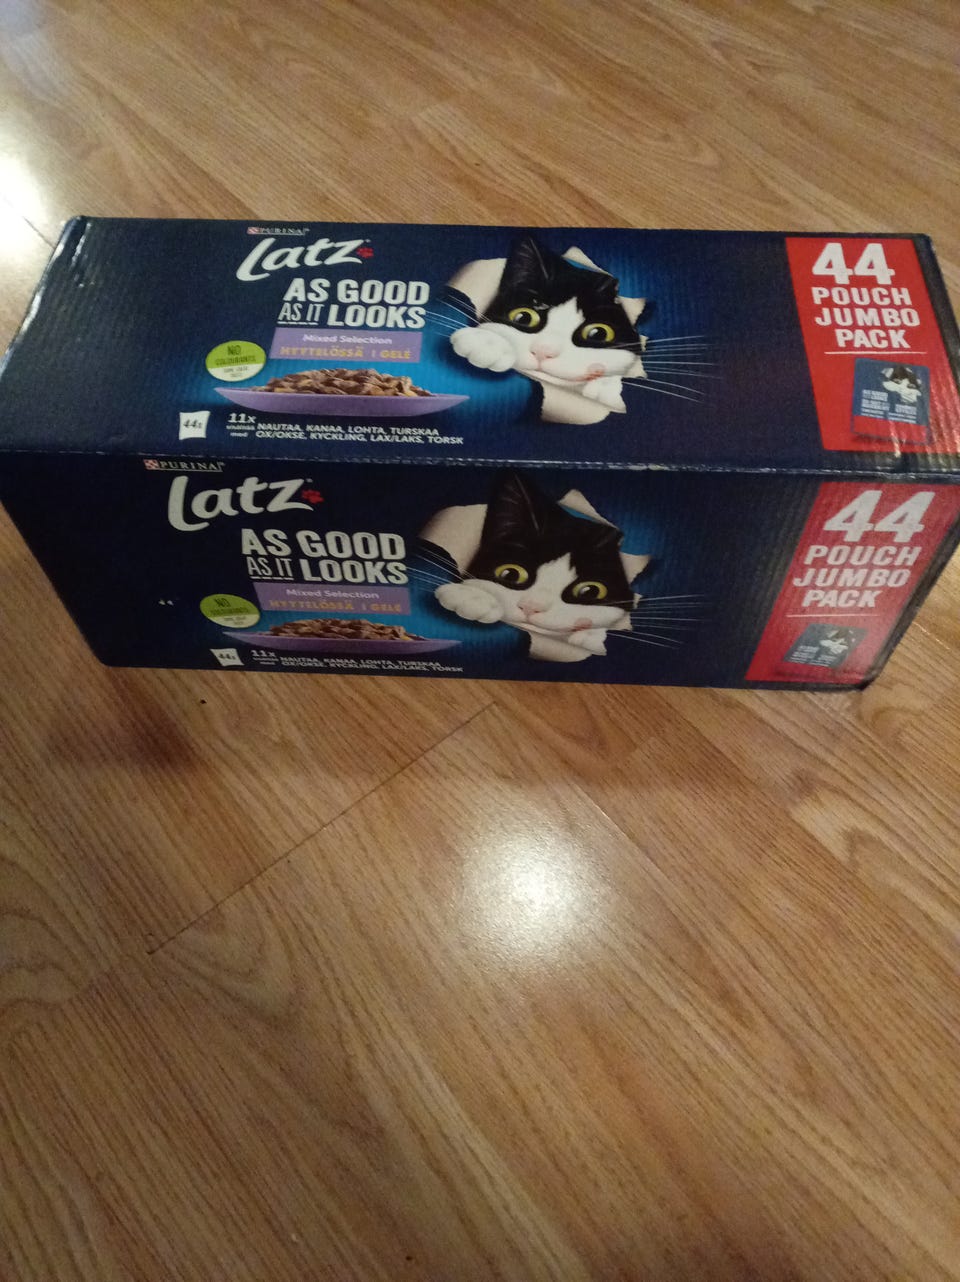 PURINA
Latz
AS GOOD
AS IT LOOKS
Mixed Selection
HYYTELÖSSÄ I GELÉ
NO
COLOURANTS
44x
11x NAUTAA, KANAA, LOHTA, TURSKAA
OX/OKSE, KYCKLING, LAX/LAKS, TORSK
44
POUCH
JUMBO
PACK
PURINA
Latz
AS GOOD
AS IT LOOKS
Mixed Selection
HYYTELÖSSÄ I GELÉ
NO
COLOURANTS
44x
11x NAUTAA, KANAA, LOHTA, TURSKAA
OX/OKSE, KYCKLING, LAX/LAKS, TORSK
44
POUCH
JUMBO
PACK